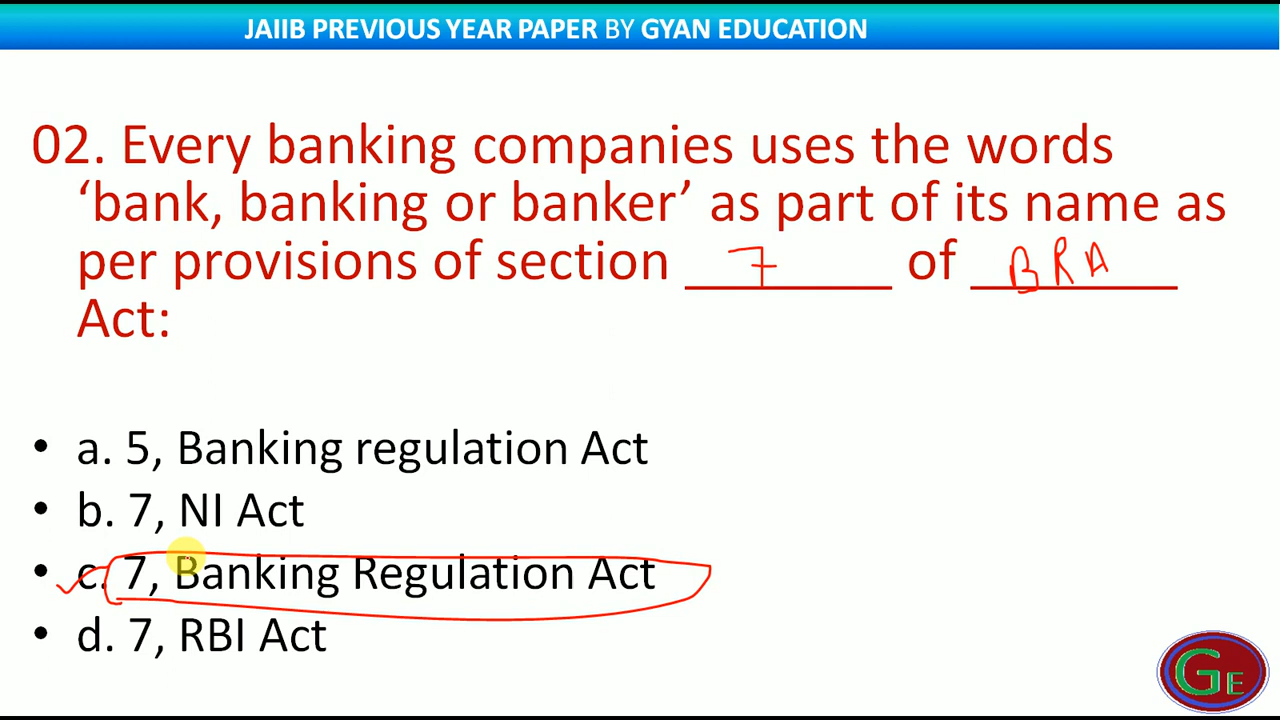 JAIIB PREVIOUS YEAR PAPER BY GYAN EDUCATION
02. Every banking companies uses the words
‘bank, banking or banker’ as part of its name as
per provisions of section ___7___ of ___BRA___
Act:
• a. 5, Banking regulation Act
• b. 7, NI Act
• c. 7, Banking Regulation Act
• d. 7, RBI Act
GE